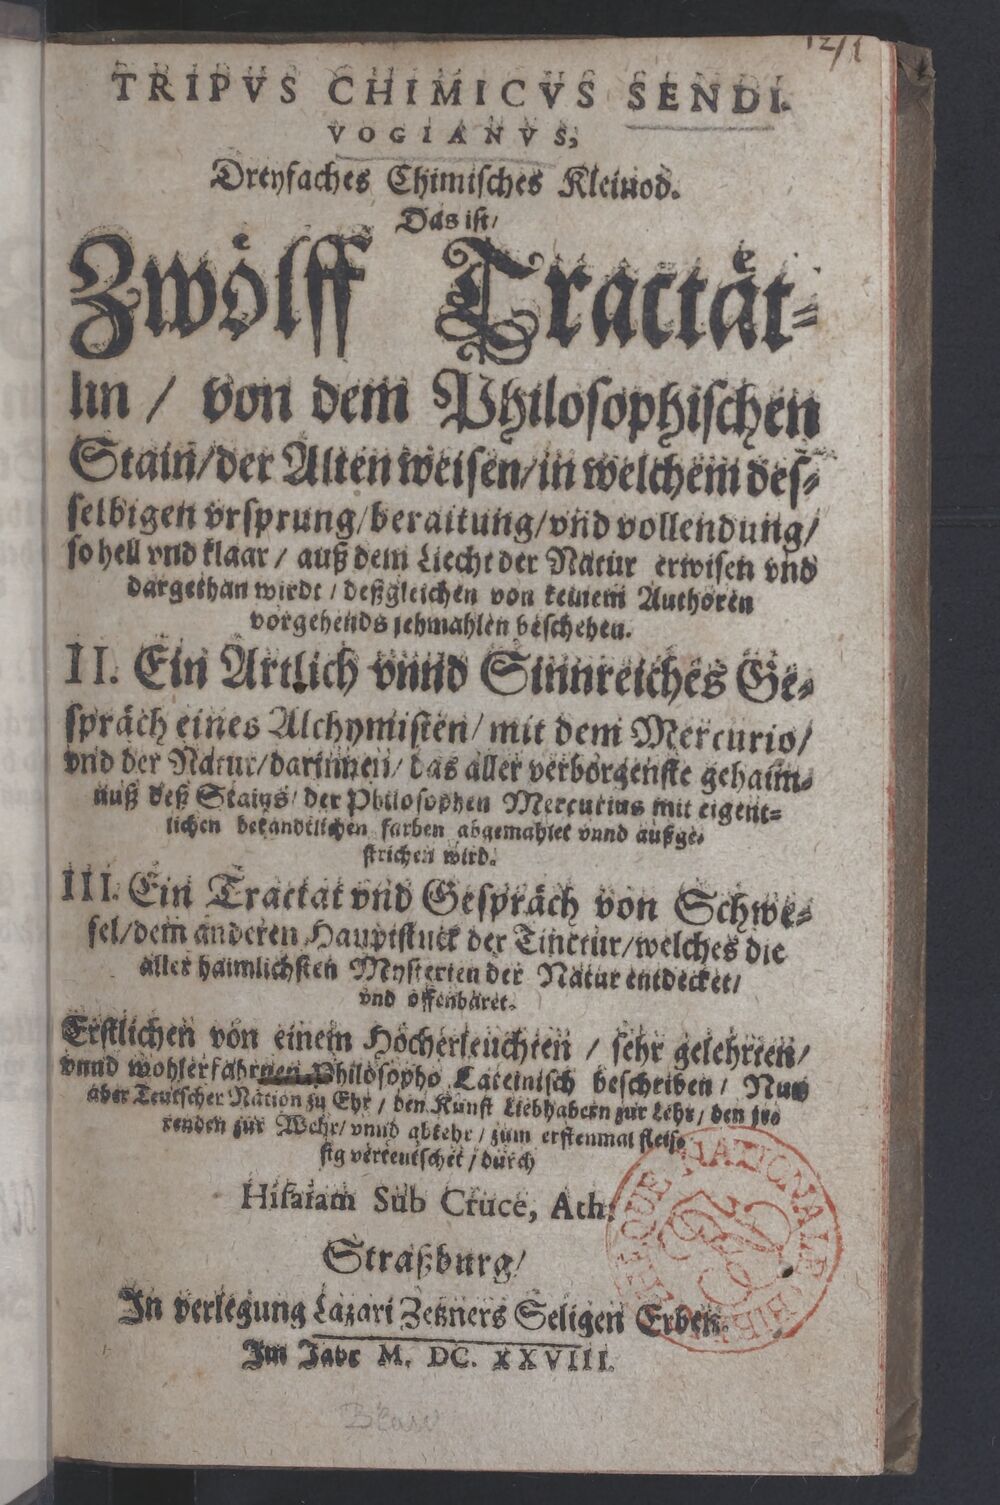 12/1
TRIPVS CHIMICVS SENDI-
VOGIANVS,
Dreyfaches Chimisches Kleinod.
Das ist/
Zwölff Tractät-
lin / von dem Philosophischen
Stain/der Alten weisen/in welchem des-
selbigen vrsprung/beraitung/vnd vollendung/
so hell vnd klaar / auß dem Liecht der Natur erwisen vnd
dargethan wirdt / deßgleichen von keinem Authoren
vorgehends jehmahlen beschehen.
II. Ein Artlich vnnd Sinnreiches Ge-
spräch eines Alchymisten/ mit dem Mercurio/
vnd der Natur/darinnen/ das aller verborgenste gehaim-
nuß deß Stains/ der Philosophen Mercurius mit eigent-
lichen bekandtlichen farben abgemahlet vnnd außge-
strichen wird.
III. Ein Tractat vnd Gespräch von Schwe-
fel/dem anderen Hauptstuck der Tinctur/welches die
aller haimlichsten Mysterien der Natur entdecket/
vnd offenbaret.
Erstlichen von einem Hocherleuchten / sehr gelehrten/
vnnd wohlerfahrnen Philosopho Lateinisch beschriben / Nun
aber Teutscher Nation zu Ehr / den Kunst Liebhabern zur Lehr / den jrr-
renden zur Wehr/ vnnd abkehr / zum erstenmal fleis-
sig verteutschet / durch
Hisaiam Sub Cruce, Ath.
Straßburg/
In verlegung Lazari Zetzners Seligen Erben.
Im Jahr M. DC. XXVIII.
BIBLIOTHEQUE NATIONALE